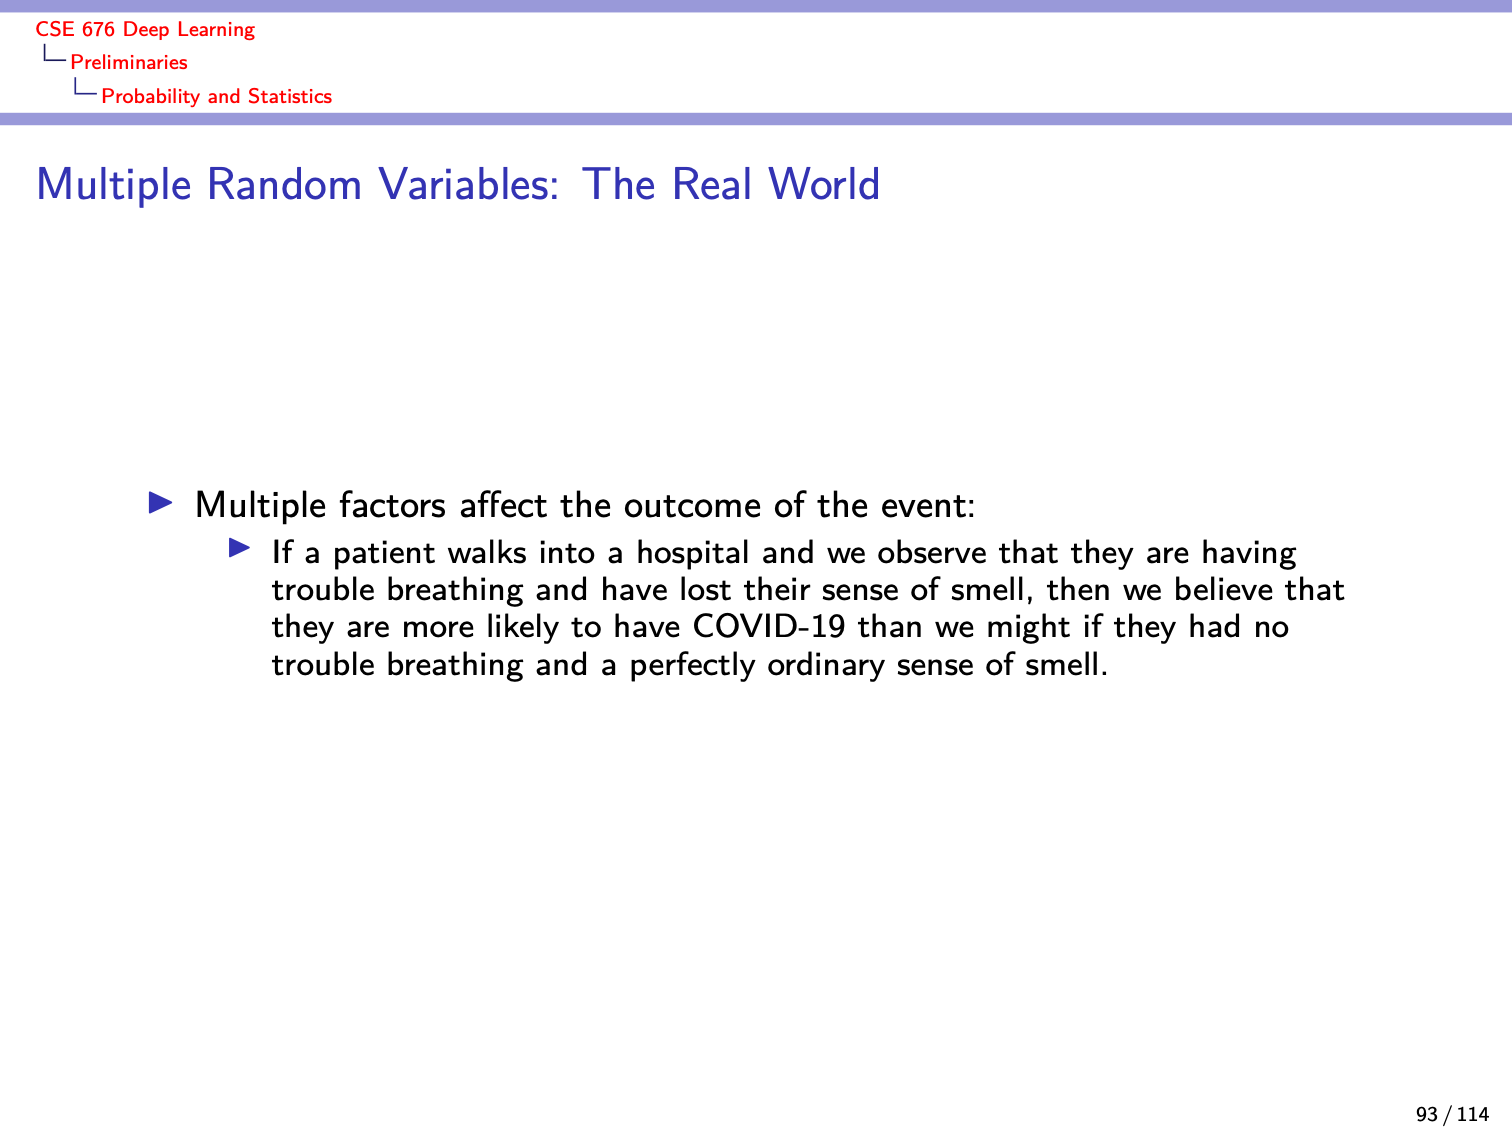 CSE 676 Deep Learning
Preliminaries
Probability and Statistics
Multiple Random Variables: The Real World
Multiple factors affect the outcome of the event:
If a patient walks into a hospital and we observe that they are having
trouble breathing and have lost their sense of smell, then we believe that
they are more likely to have COVID-19 than we might if they had no
trouble breathing and a perfectly ordinary sense of smell.
93 / 114